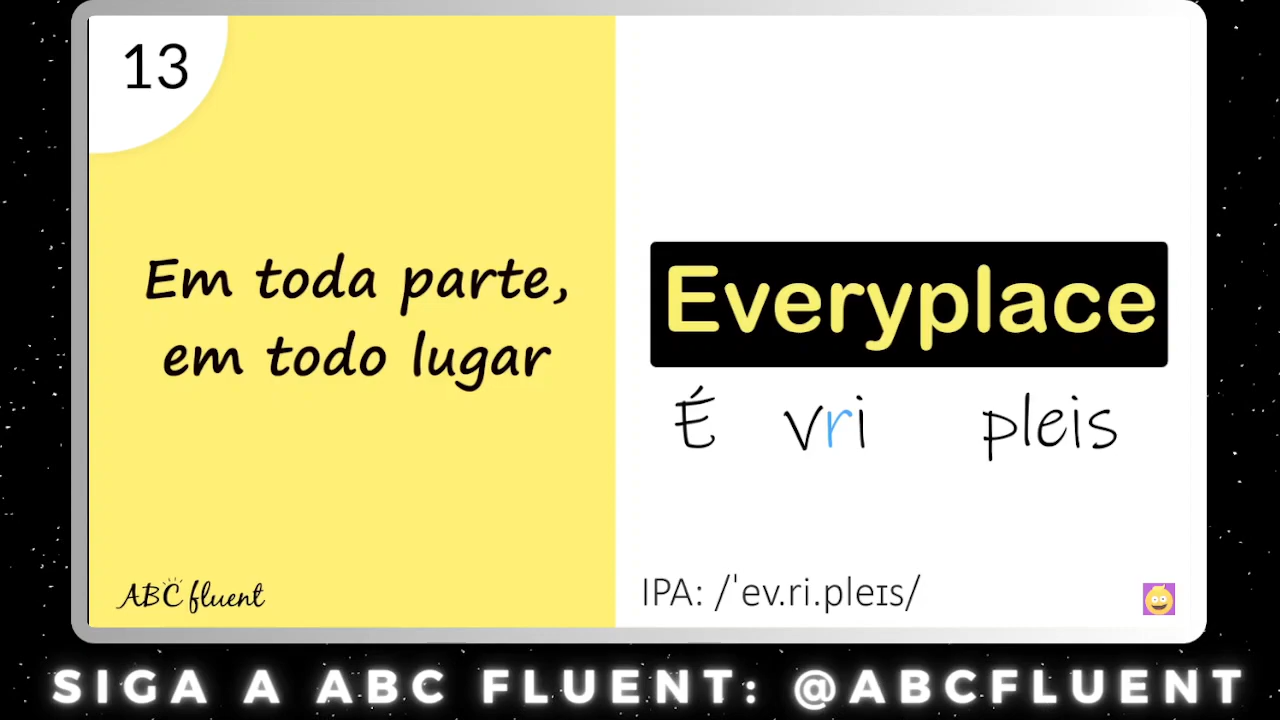 13
Em toda parte,
em todo lugar
Everyplace
É vri pleis
ABC fluent
IPA: /ˈev.ri.pleɪs/
SIGA A ABC FLUENT: @ABCFLUENT